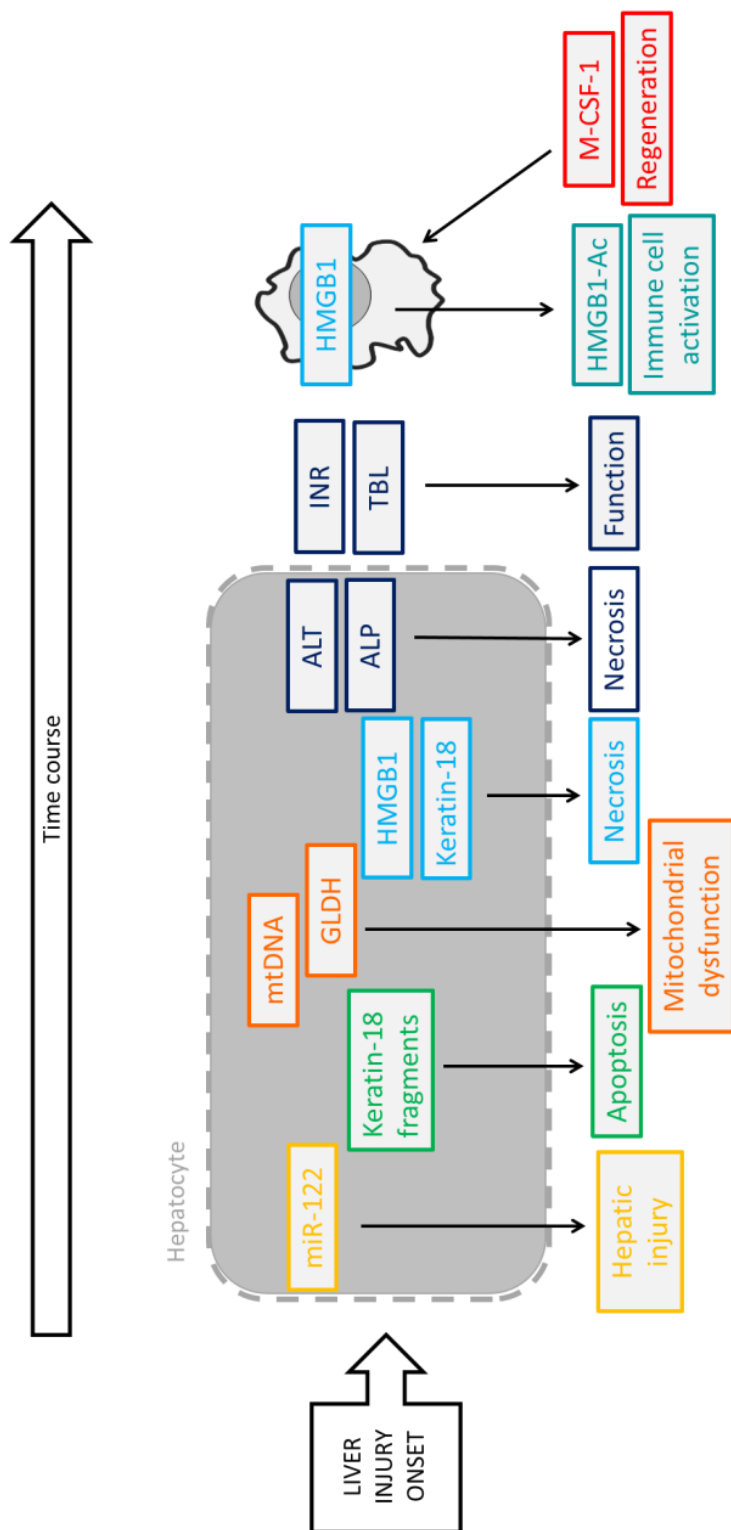 Time course
LIVER
INJURY
ONSET
Hepatocyte
miR-122
Keratin-18
fragments
mtDNA
GLDH
HMGB1
Keratin-18
ALT
ALP
INR
TBL
HMGB1
Hepatic
injury
Apoptosis
Mitochondrial
dysfunction
Necrosis
Necrosis
Function
HMGB1-Ac
Immune cell
activation
M-CSF-1
Regeneration